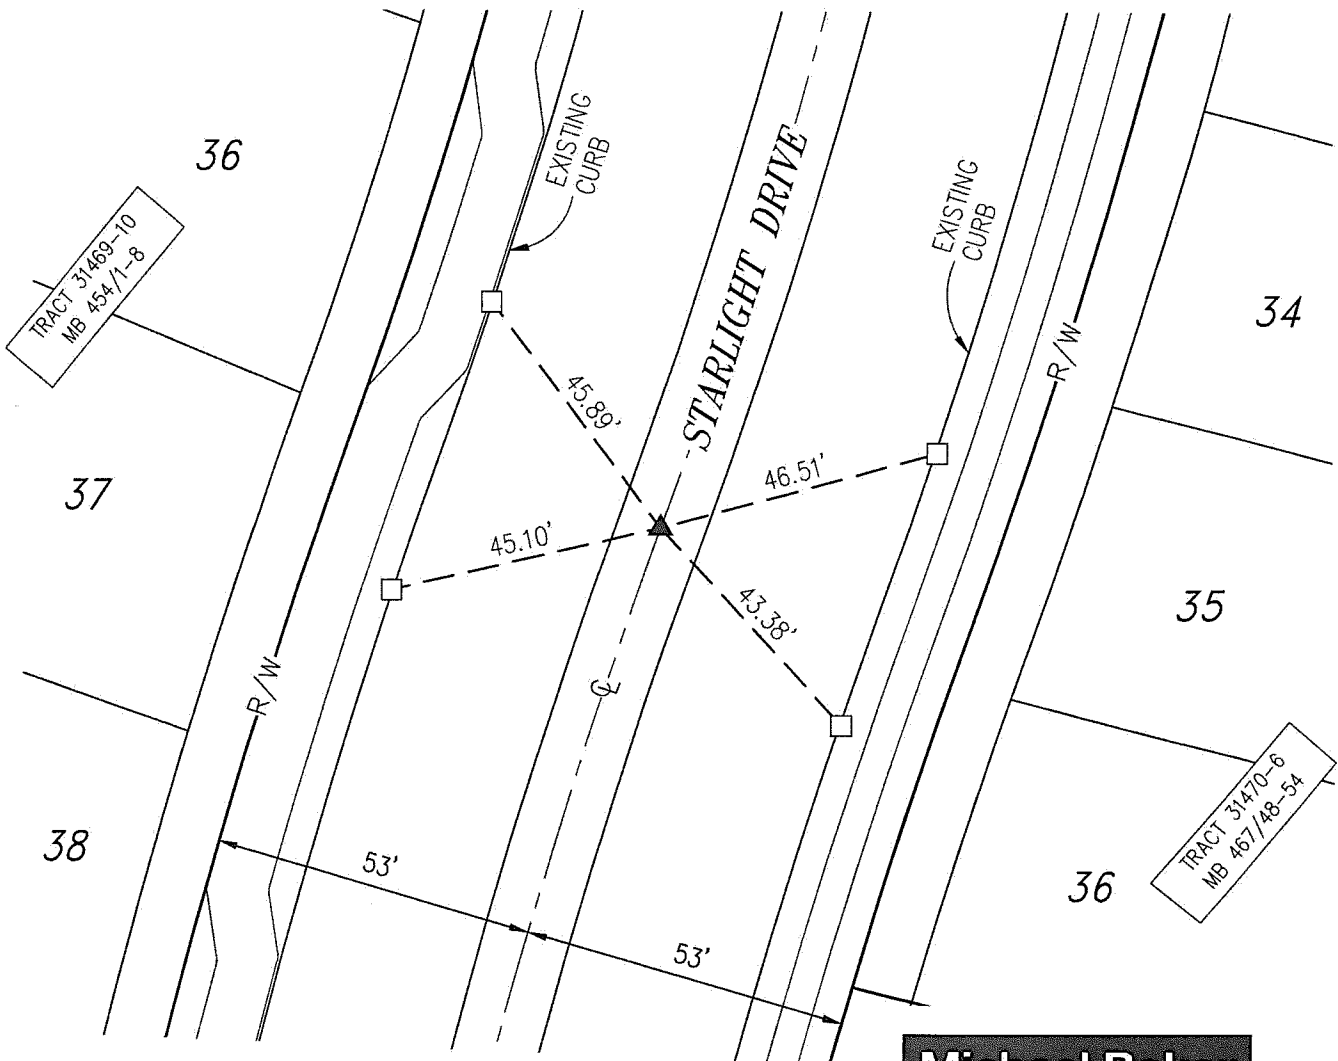 36
EXISTING
CURB
STARLIGHT DRIVE
EXISTING
CURB
TRACT 31469-10
MB 454/1-8
34
R/W
45.89'
46.51'
37
45.10'
43.38'
35
R/W
CL
TRACT 31470-6
MB 467/48-54
38
53'
36
53'